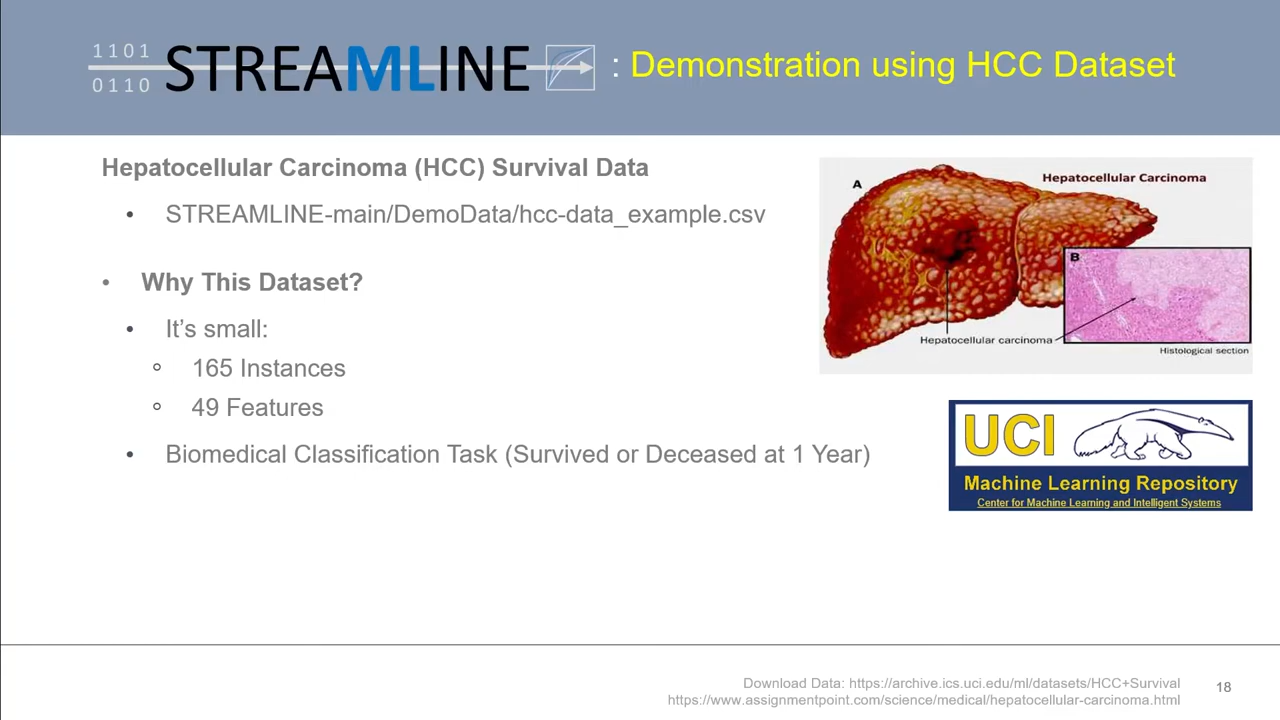 1101
0110
STREAMLINE
: Demonstration using HCC Dataset
Hepatocellular Carcinoma (HCC) Survival Data
• STREAMLINE-main/DemoData/hcc-data_example.csv
• Why This Dataset?
• It’s small:
○ 165 Instances
○ 49 Features
• Biomedical Classification Task (Survived or Deceased at 1 Year)
A
Hepatocellular Carcinoma
B
Hepatocellular carcinoma
Histological section
UCI
Machine Learning Repository
Center for Machine Learning and Intelligent Systems
Download Data: https://archive.ics.uci.edu/ml/datasets/HCC+Survival
https://www.assignmentpoint.com/science/medical/hepatocellular-carcinoma.html
18